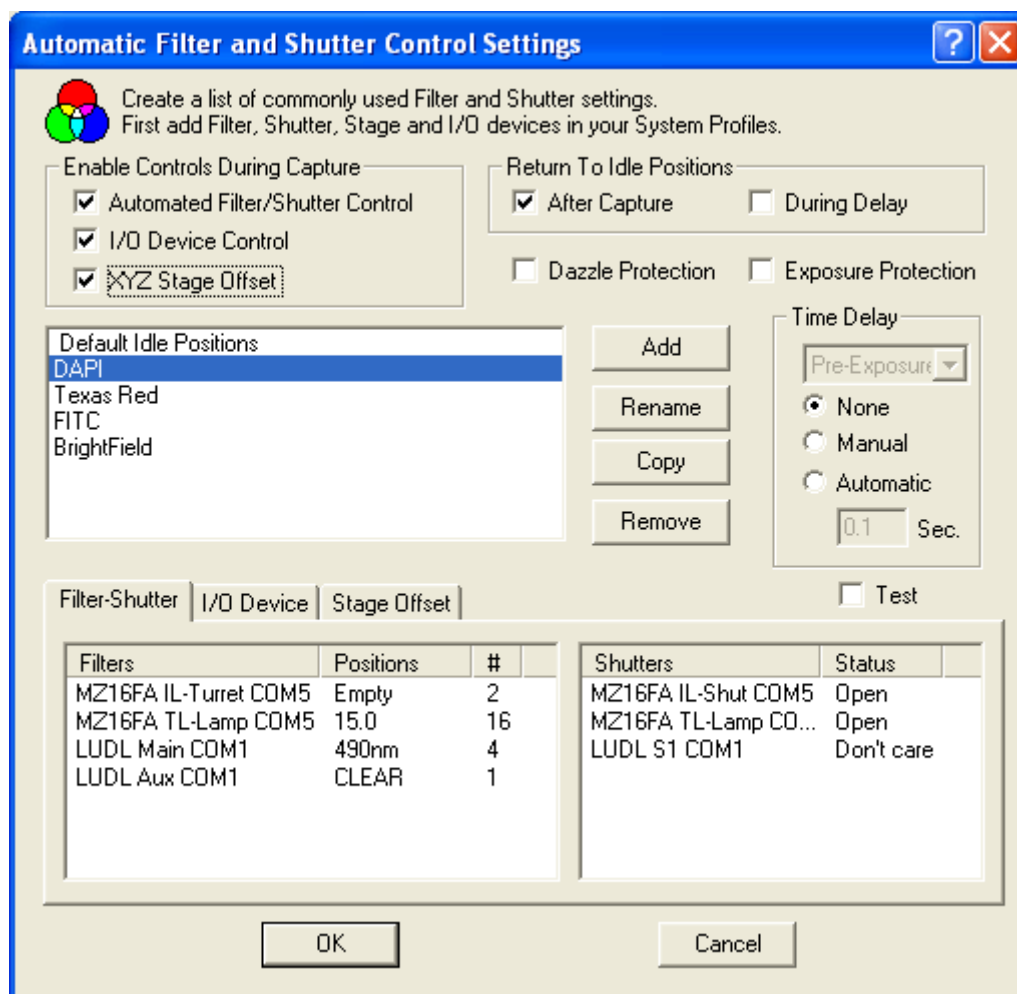 Automatic Filter and Shutter Control Settings
Create a list of commonly used Filter and Shutter settings.
First add Filter, Shutter, Stage and I/O devices in your System Profiles.
Enable Controls During Capture
Automated Filter/Shutter Control
I/O Device Control
XYZ Stage Offset
Return To Idle Positions
After Capture
During Delay
Dazzle Protection
Exposure Protection
Default Idle Positions
DAPI
Texas Red
FITC
BrightField
Add
Rename
Copy
Remove
Time Delay
Pre-Exposure
None
Manual
Automatic
0.1 Sec.
Test
Filter-Shutter I/O Device Stage Offset
Filters Positions #
MZ16FA IL-Turret COM5 Empty 2
MZ16FA TL-Lamp COM5 15.0 16
LUDL Main COM1 490nm 4
LUDL Aux COM1 CLEAR 1
Shutters Status
MZ16FA IL-Shut COM5 Open
MZ16FA TL-Lamp CO... Open
LUDL S1 COM1 Don't care
OK
Cancel